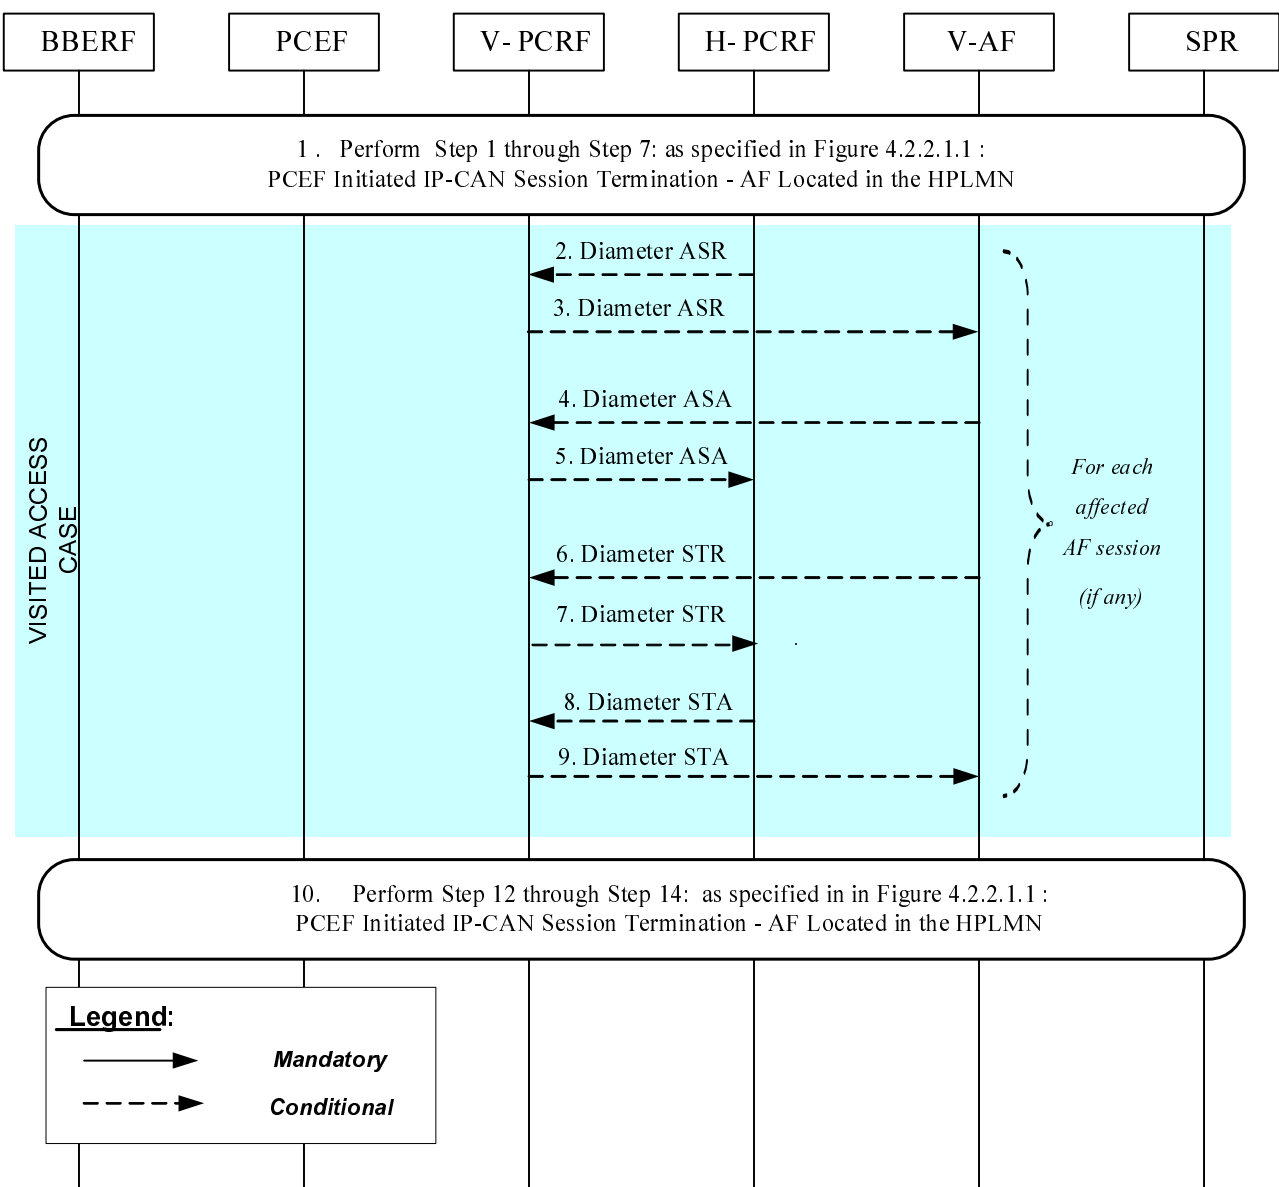 BBERF
PCEF
V- PCRF
H- PCRF
V-AF
SPR
1 . Perform Step 1 through Step 7: as specified in Figure 4.2.2.1.1 :
PCEF Initiated IP-CAN Session Termination - AF Located in the HPLMN
VISITED ACCESS
CASE
2. Diameter ASR
3. Diameter ASR
4. Diameter ASA
5. Diameter ASA
6. Diameter STR
7. Diameter STR
8. Diameter STA
9. Diameter STA
For each
affected
AF session
(if any)
10. Perform Step 12 through Step 14: as specified in in Figure 4.2.2.1.1 :
PCEF Initiated IP-CAN Session Termination - AF Located in the HPLMN
Legend:
Mandatory
Conditional